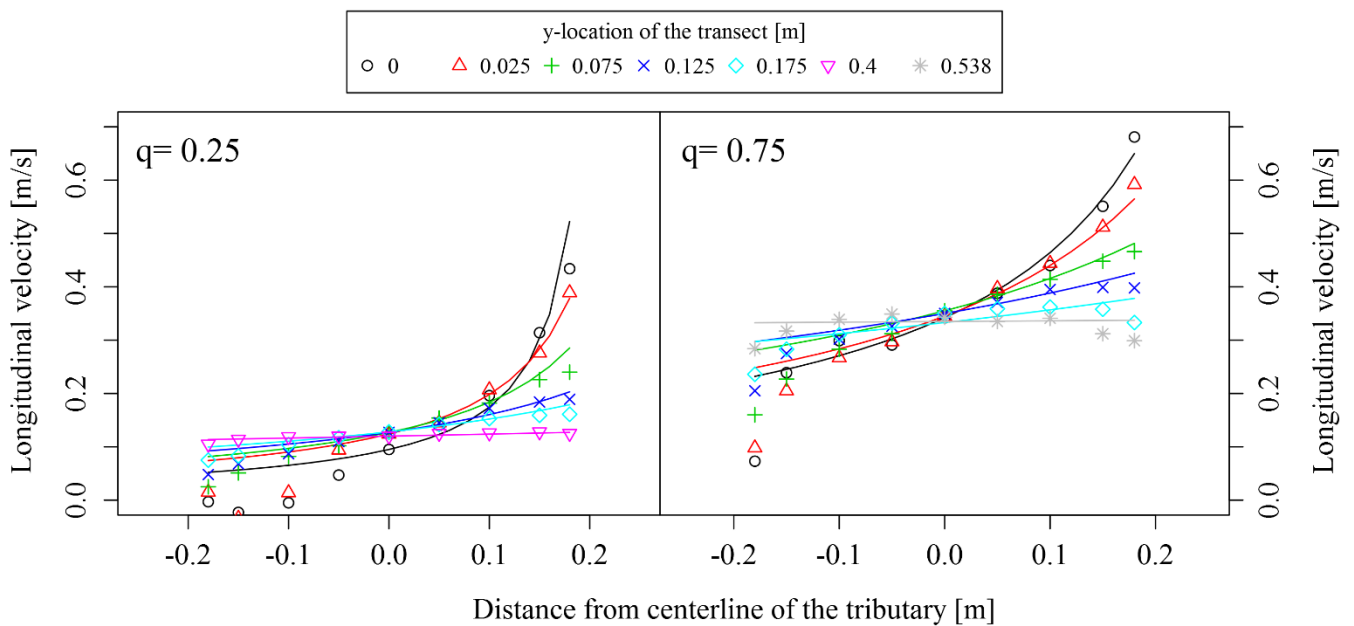 y-location of the transect [m]
0 0.025 0.075 0.125 0.175 0.4 0.538
q= 0.25
q= 0.75
Longitudinal velocity [m/s]
0.6
0.4
0.2
0.0
0.6
0.4
0.2
0.0
Longitudinal velocity [m/s]
-0.2 -0.1 0.0 0.1 0.2
-0.2 -0.1 0.0 0.1 0.2
Distance from centerline of the tributary [m]